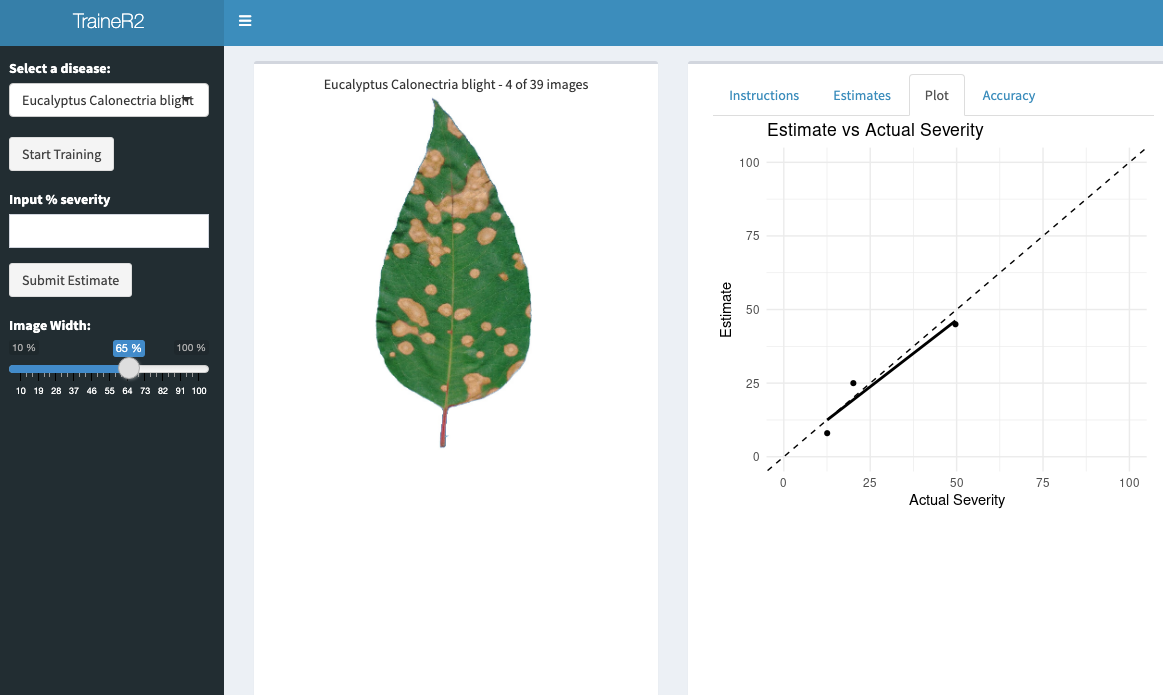 TraineR2
Select a disease:
Eucalyptus Calonectria blight
Start Training
Input % severity
Submit Estimate
Image Width:
10 %
65 %
100 %
10 19 28 37 46 55 64 73 82 91 100
Eucalyptus Calonectria blight - 4 of 39 images
Instructions
Estimates
Plot
Accuracy
Estimate vs Actual Severity
100
75
50
25
0
Estimate
0 25 50 75 100
Actual Severity